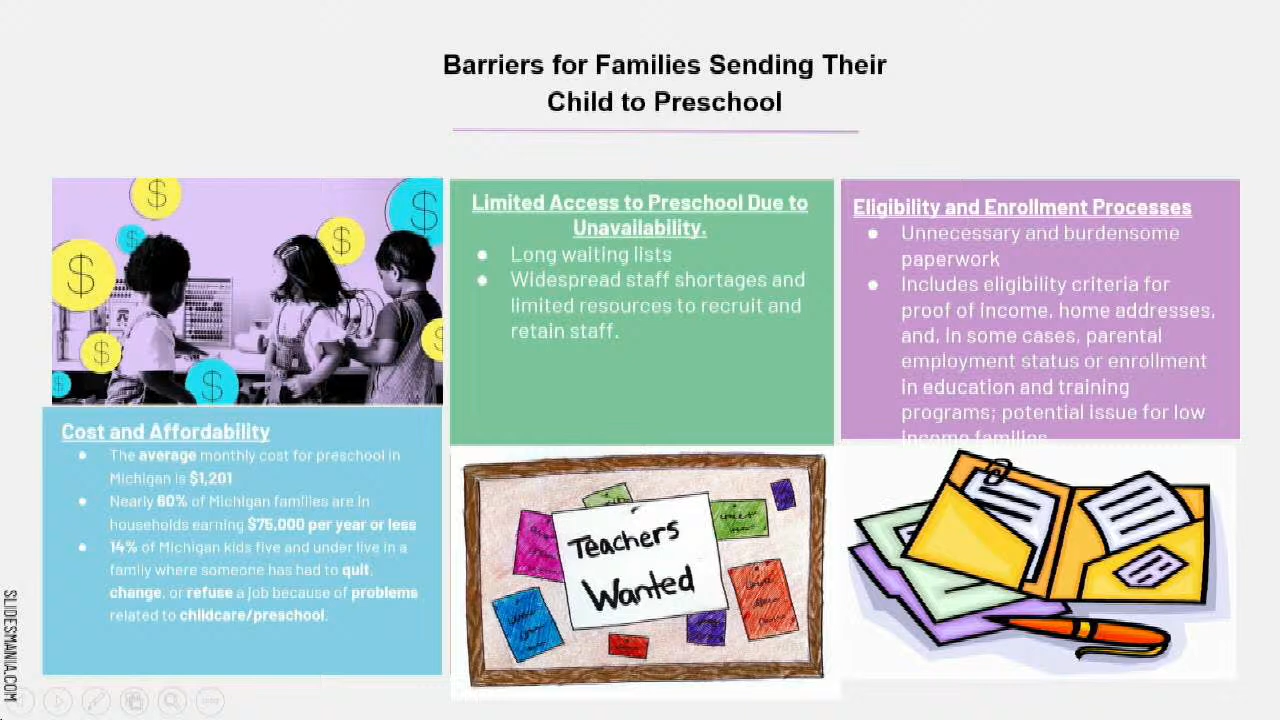 Barriers for Families Sending Their
Child to Preschool
Cost and Affordability
The average monthly cost for preschool in
Michigan is $1,201
Nearly 60% of Michigan families are in
households earning $75,000 per year or less
14% of Michigan kids five and under live in a
family where someone has had to quit,
change, or refuse a job because of problems
related to childcare/preschool.
Limited Access to Preschool Due to
Unavailability.
Long waiting lists
Widespread staff shortages and
limited resources to recruit and
retain staff.
Teachers
Wanted
Eligibility and Enrollment Processes
Unnecessary and burdensome
paperwork
Includes eligibility criteria for
proof of income, home addresses,
and, In some cases, parental
employment status or enrollment
in education and training
programs; potential issue for low
income families
SLIDESMANIA.COM